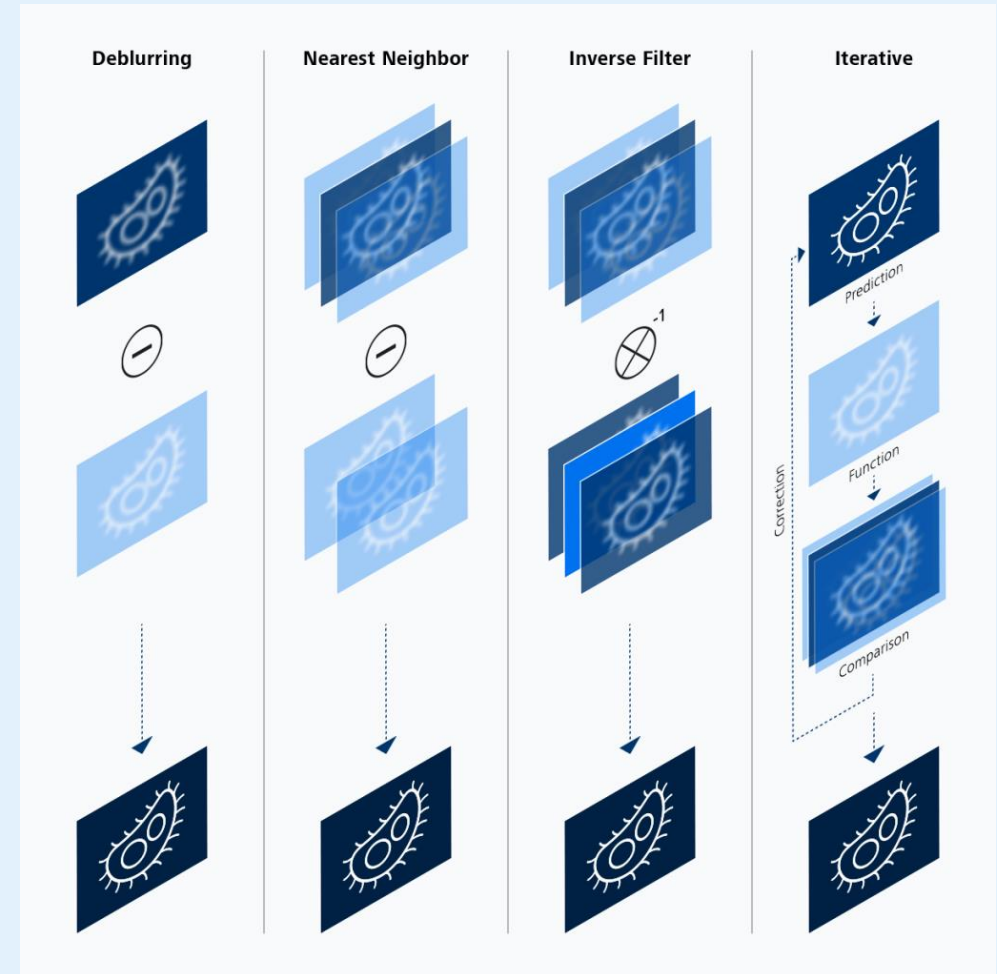 Deblurring
Nearest Neighbor
Inverse Filter
Iterative
-1
Prediction
Function
Comparison
Correction